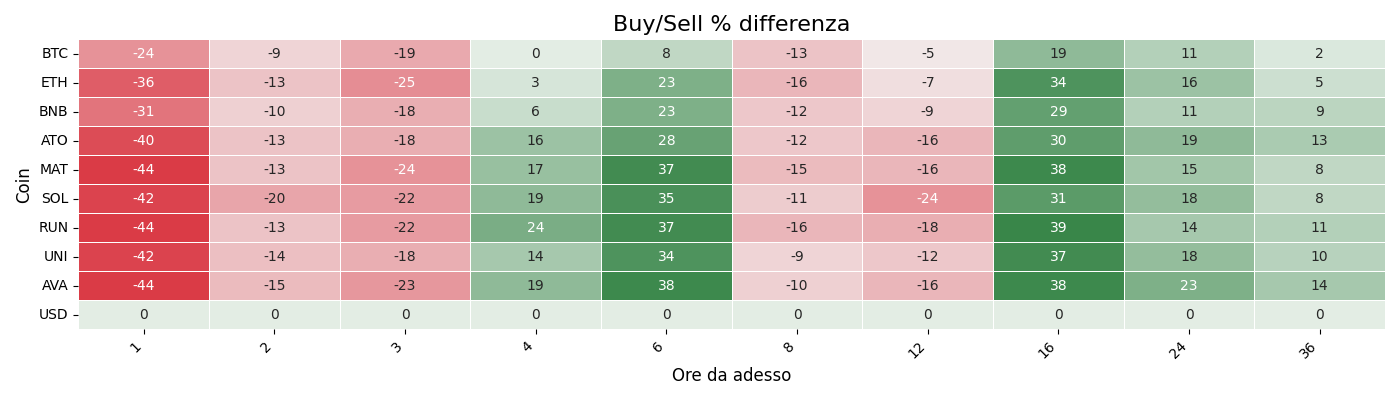 Buy/Sell % differenza
Coin
BTC -24 -9 -19 0 8 -13 -5 19 11 2
ETH -36 -13 -25 3 23 -16 -7 34 16 5
BNB -31 -10 -18 6 23 -12 -9 29 11 9
ATO -40 -13 -18 16 28 -12 -16 30 19 13
MAT -44 -13 -24 17 37 -15 -16 38 15 8
SOL -42 -20 -22 19 35 -11 -24 31 18 8
RUN -44 -13 -22 24 37 -16 -18 39 14 11
UNI -42 -14 -18 14 34 -9 -12 37 18 10
AVA -44 -15 -23 19 38 -10 -16 38 23 14
USD 0 0 0 0 0 0 0 0 0 0
1 2 3 4 6 8 12 16 24 36
Ore da adesso